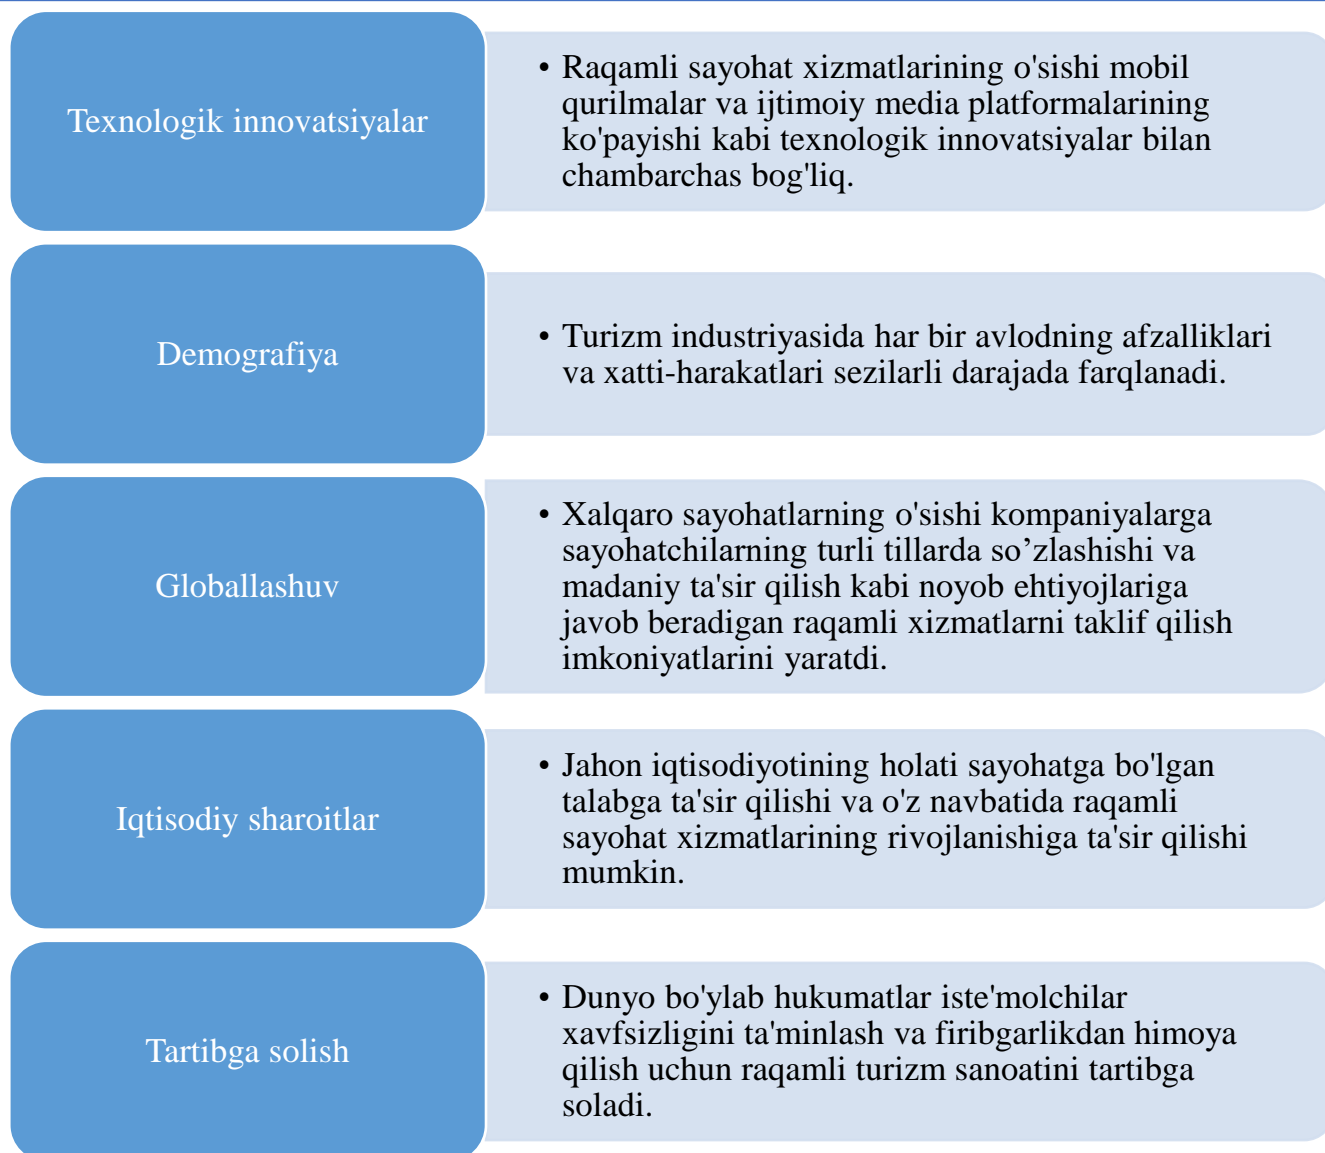 Texnologik innovatsiyalar
• Raqamli sayohat xizmatlarining o'sishi mobil
qurilmalar va ijtimoiy media platformalarining
ko'payishi kabi texnologik innovatsiyalar bilan
chambarchas bog'liq.
Demografiya
• Turizm industriyasida har bir avlodning afzalliklari
va xatti-harakatlari sezilarli darajada farqlanadi.
Globallashuv
• Xalqaro sayohatlarning o'sishi kompaniyalarga
sayohatchilarning turli tillarda so’zlashishi va
madaniy ta'sir qilish kabi noyob ehtiyojlariga
javob beradigan raqamli xizmatlarni taklif qilish
imkoniyatlarini yaratdi.
Iqtisodiy sharoitlar
• Jahon iqtisodiyotining holati sayohatga bo'lgan
talabga ta'sir qilishi va o'z navbatida raqamli
sayohat xizmatlarining rivojlanishiga ta'sir qilishi
mumkin.
Tartibga solish
• Dunyo bo'ylab hukumatlar iste'molchilar
xavfsizligini ta'minlash va firibgarlikdan himoya
qilish uchun raqamli turizm sanoatini tartibga
soladi.